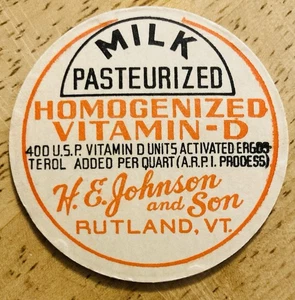 MILK
PASTEURIZED
HOMOGENIZED
VITAMIN-D
400 U.S.P. VITAMIN D UNITS ACTIVATED ERGOS-
TEROL ADDED PER QUART (A.R.P.I. PROCESS)
H. E. Johnson
and Son
RUTLAND, VT.